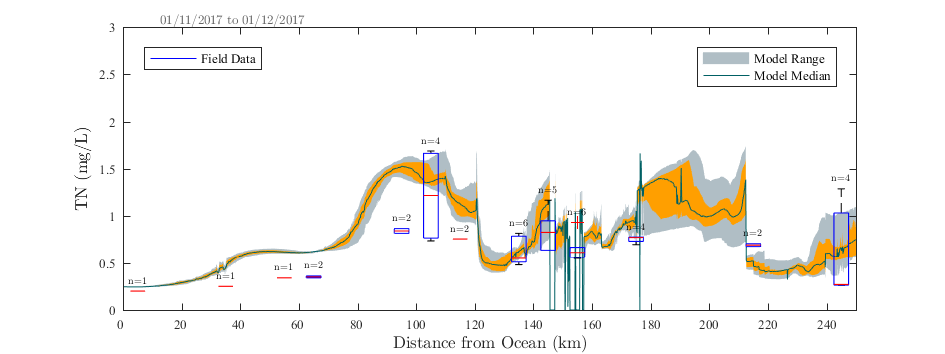 01/11/2017 to 01/12/2017
3
2.5
2
1.5
1
0.5
0
TN (mg/L)
Field Data
Model Range
Model Median
n=1
n=1
n=1
n=2
n=2
n=4
n=2
n=6
n=5
n=6
n=4
n=2
n=4
0 20 40 60 80 100 120 140 160 180 200 220 240
Distance from Ocean (km)